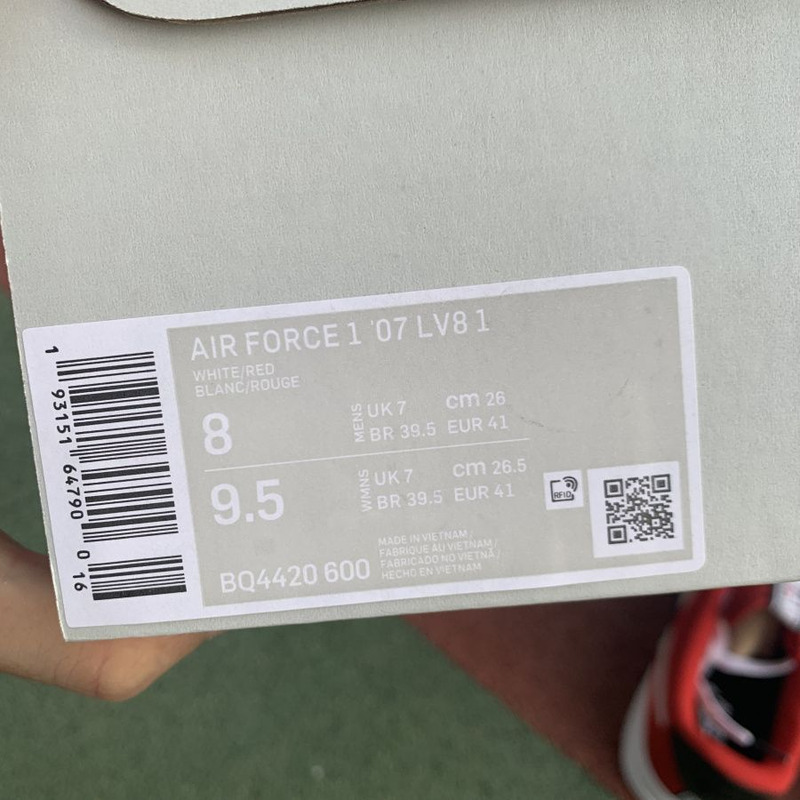 AIR FORCE 1 '07 LV8 1
WHITE/RED
BLANC/ROUGE
8
MENS
UK 7 cm 26
BR 39.5 EUR 41
9.5
WMNS
UK 7 cm 26.5
BR 39.5 EUR 41
RFID
BQ4420 600
MADE IN VIETNAM /
FABRIQUE AU VIETNAM /
FABRICADO NO VIETNÃ /
HECHO EN VIETNAM
1 93151 64790 0 16